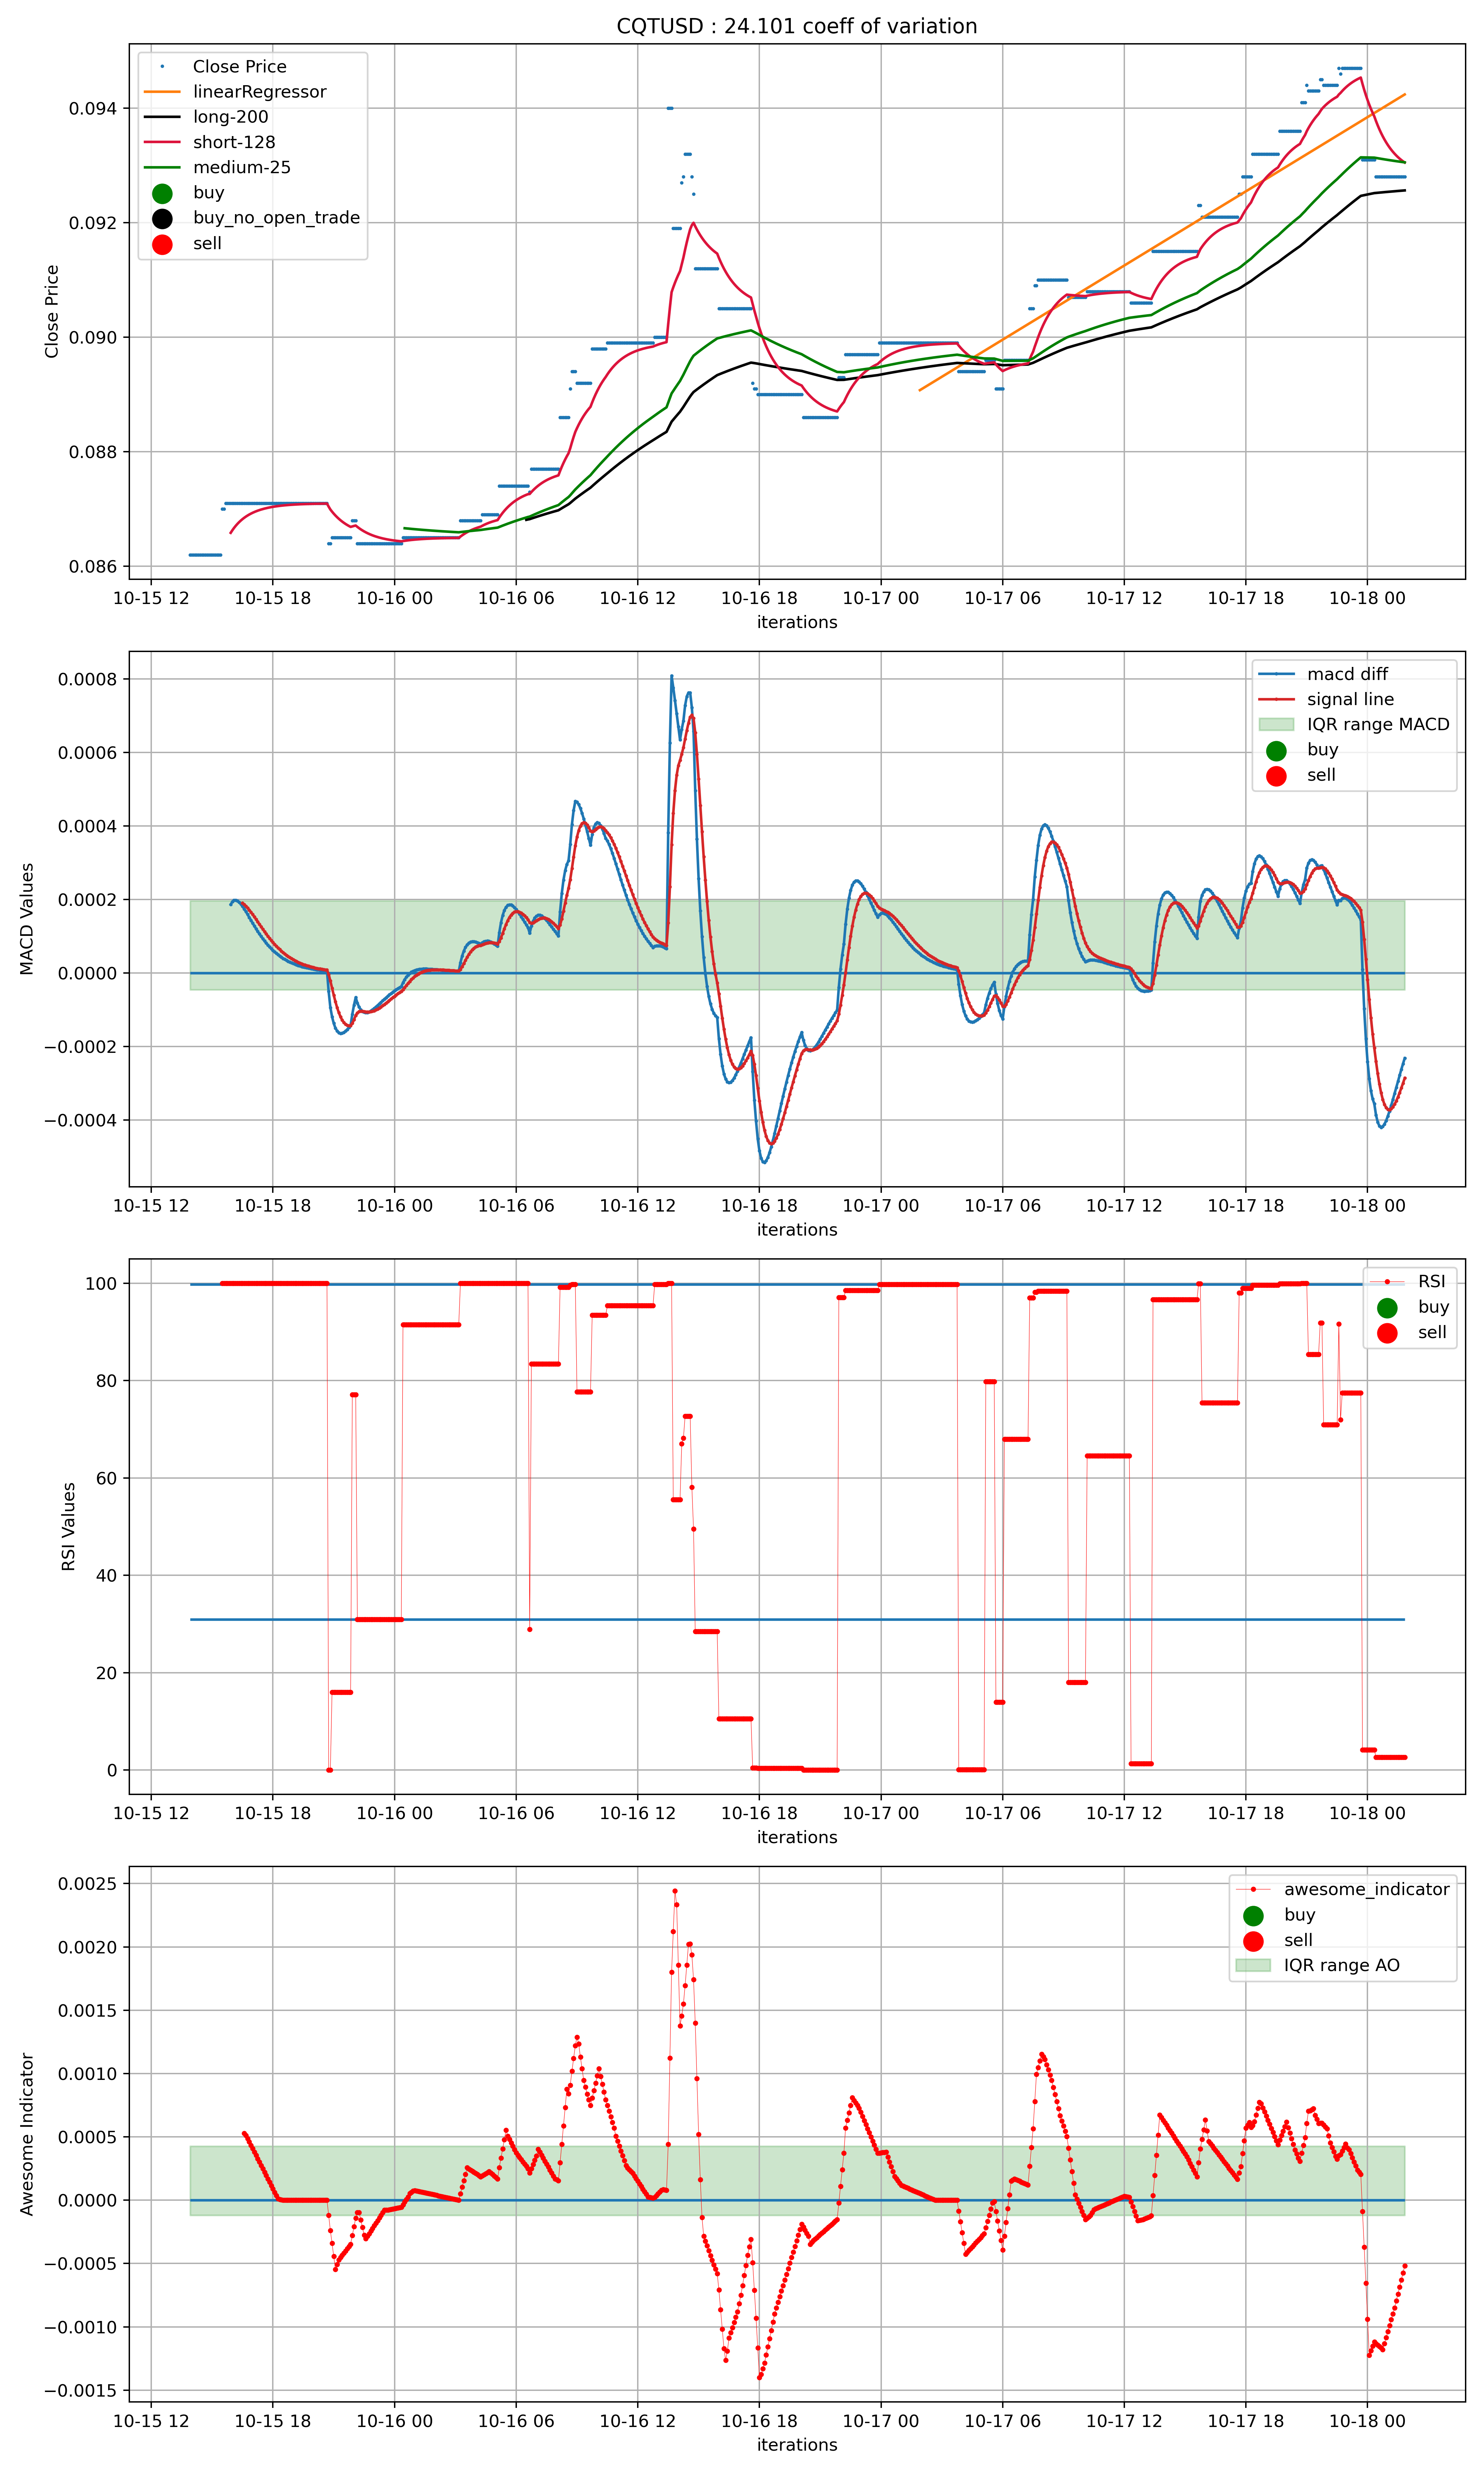 CQTUSD : 24.101 coeff of variation
Close Price
linearRegressor
long-200
short-128
medium-25
buy
buy_no_open_trade
sell
Close Price
0.094
0.092
0.090
0.088
0.086
10-15 12 10-15 18 10-16 00 10-16 06 10-16 12 10-16 18 10-17 00 10-17 06 10-17 12 10-17 18 10-18 00
iterations
macd diff
signal line
IQR range MACD
buy
sell
MACD Values
0.0008
0.0006
0.0004
0.0002
0.0000
−0.0002
−0.0004
10-15 12 10-15 18 10-16 00 10-16 06 10-16 12 10-16 18 10-17 00 10-17 06 10-17 12 10-17 18 10-18 00
iterations
RSI
buy
sell
RSI Values
100
80
60
40
20
0
10-15 12 10-15 18 10-16 00 10-16 06 10-16 12 10-16 18 10-17 00 10-17 06 10-17 12 10-17 18 10-18 00
iterations
awesome_indicator
buy
sell
IQR range AO
Awesome Indicator
0.0025
0.0020
0.0015
0.0010
0.0005
0.0000
−0.0005
−0.0010
−0.0015
10-15 12 10-15 18 10-16 00 10-16 06 10-16 12 10-16 18 10-17 00 10-17 06 10-17 12 10-17 18 10-18 00
iterations